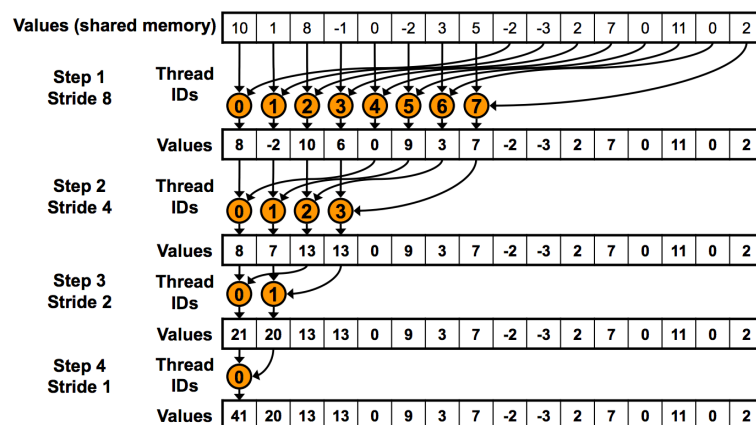 Values (shared memory) 10 1 8 -1 0 -2 3 5 -2 -3 2 7 0 11 0 2
Step 1 Thread
Stride 8 IDs 0 1 2 3 4 5 6 7
Values 8 -2 10 6 0 9 3 7 -2 -3 2 7 0 11 0 2
Step 2 Thread
Stride 4 IDs 0 1 2 3
Values 8 7 13 13 0 9 3 7 -2 -3 2 7 0 11 0 2
Step 3 Thread
Stride 2 IDs 0 1
Values 21 20 13 13 0 9 3 7 -2 -3 2 7 0 11 0 2
Step 4 Thread
Stride 1 IDs 0
Values 41 20 13 13 0 9 3 7 -2 -3 2 7 0 11 0 2